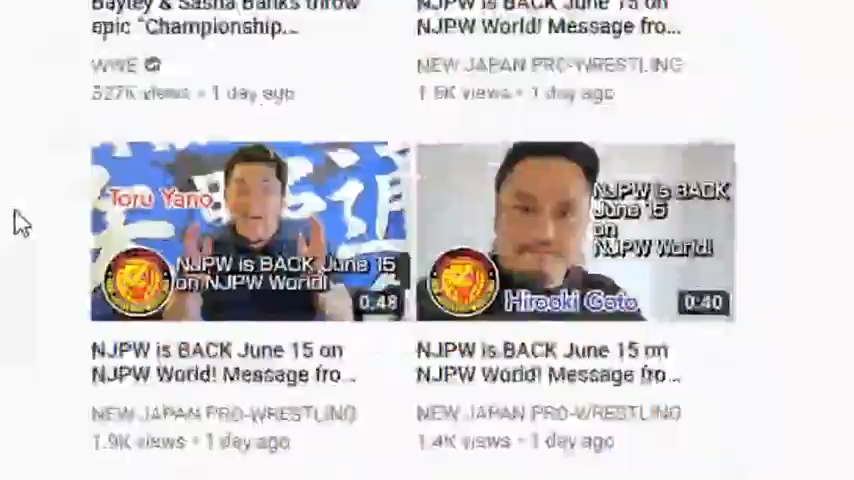 Bayley & Sasha Banks throw
epic "Championship...
WWE
327K views • 1 day ago
NJPW is BACK June 15 on
NJPW World! Message fro...
NEW JAPAN PRO-WRESTLING
1 day ago
Toru Yano
NJPW is BACK June 15
on NJPW World!
0:48
NJPW is BACK
June 15
on
NJPW World!
Hirooki Goto
0:40
NJPW is BACK June 15 on
NJPW World! Message fro...
NEW JAPAN PRO-WRESTLING
1.9K views • 1 day ago
NJPW is BACK June 15 on
NJPW World! Message fro...
NEW JAPAN PRO-WRESTLING
1.4K views • 1 day ago